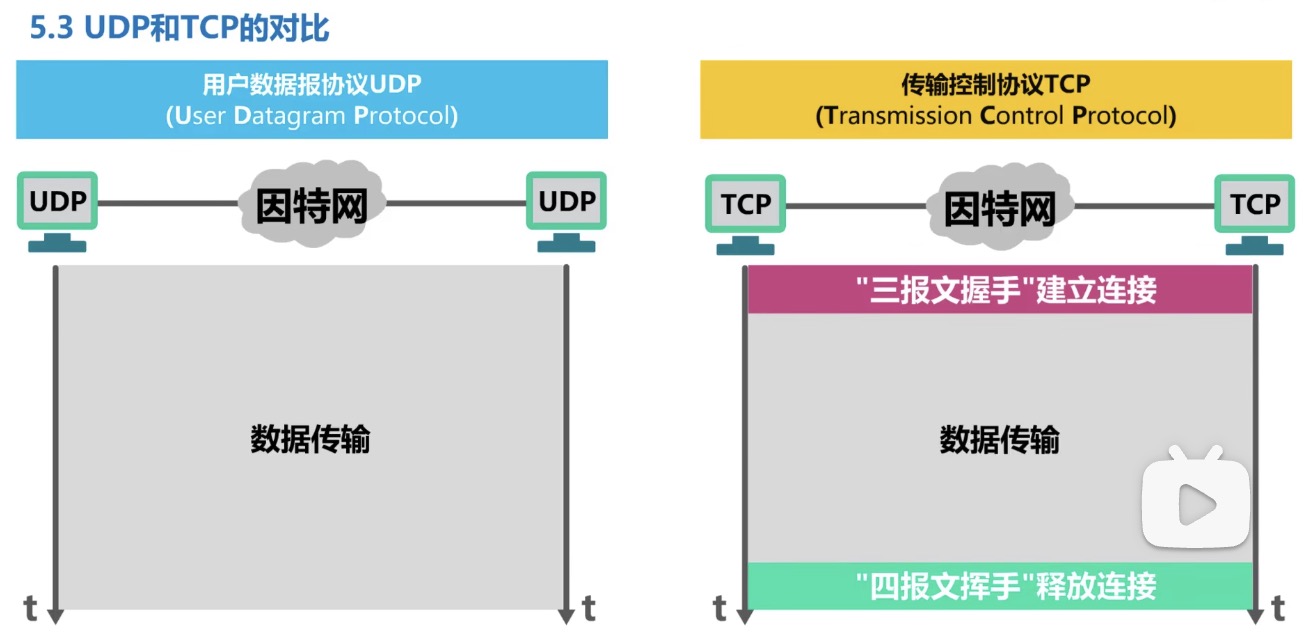 5.3 UDP和TCP的对比
用户数据报协议UDP
(User Datagram Protocol)
UDP
因特网
UDP
数据传输
t
t
传输控制协议TCP
(Transmission Control Protocol)
TCP
因特网
TCP
"三报文握手"建立连接
数据传输
"四报文挥手"释放连接
t
t